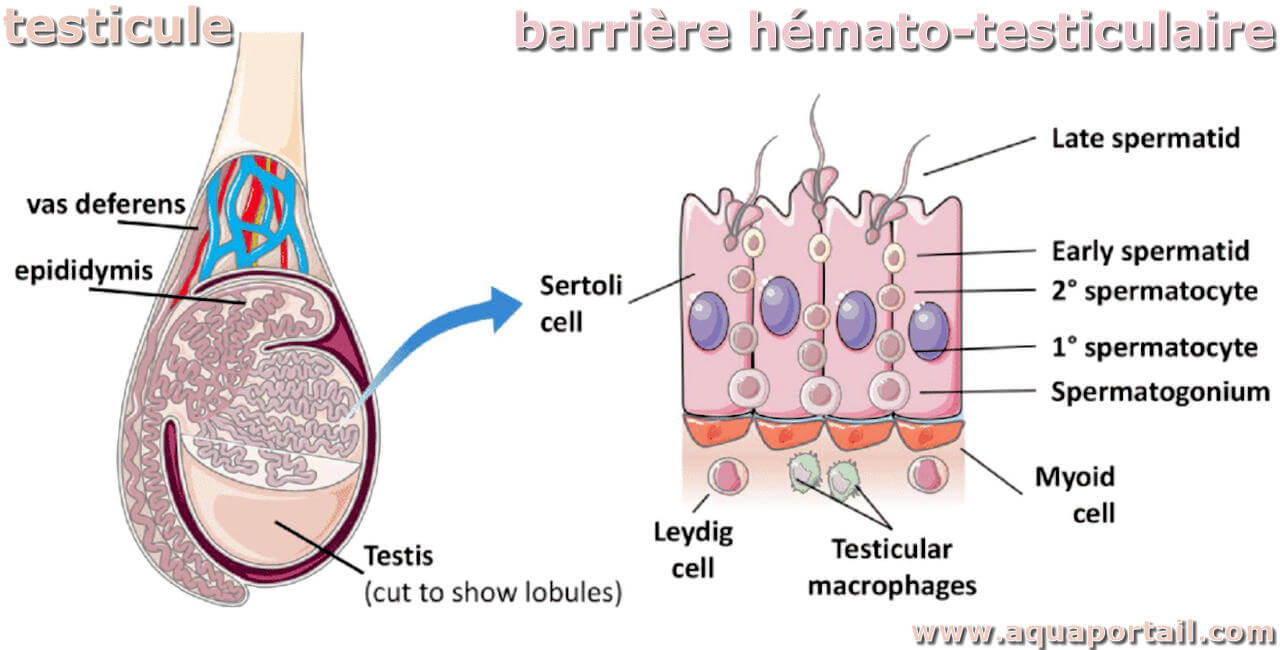 testicule
barrière hémato-testiculaire
vas deferens
epididymis
Testis
(cut to show lobules)
Sertoli
cell
Late spermatid
Early spermatid
2° spermatocyte
1° spermatocyte
Spermatogonium
Myoid
cell
Leydig
cell
Testicular
macrophages
www.aquaportail.com